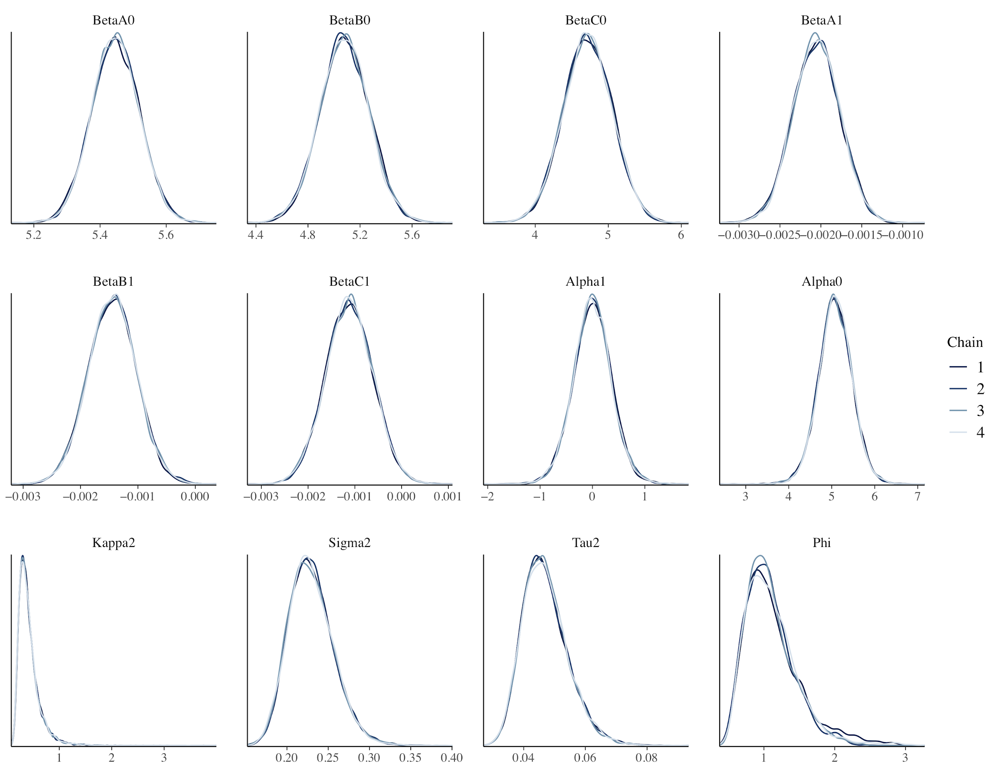 BetaA0 BetaB0 BetaC0 BetaA1
5.2 5.4 5.6 4.4 4.8 5.2 5.6 4 5 6 −0.0030 −0.0025 −0.0020 −0.0015 −0.0010
BetaB1 BetaC1 Alpha1 Alpha0
−0.003 −0.002 −0.001 0.000 −0.003 −0.002 −0.001 0.000 0.001 −2 −1 0 1 3 4 5 6 7
Kappa2 Sigma2 Tau2 Phi
1 2 3 0.20 0.25 0.30 0.35 0.40 0.04 0.06 0.08 1 2 3
Chain
1
2
3
4